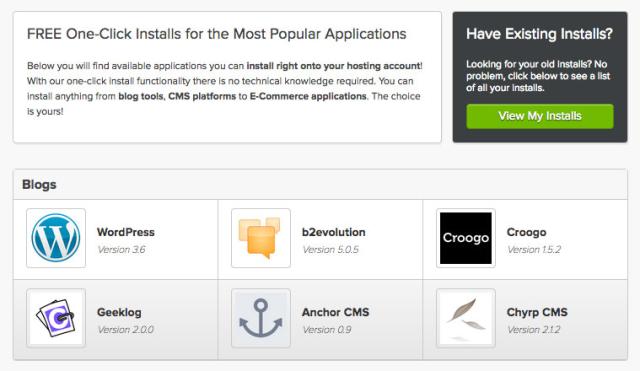 FREE One-Click Installs for the Most Popular Applications
Below you will find available applications you can install right onto your hosting account!
With our one-click install functionality there is no technical knowledge required. You can
install anything from blog tools, CMS platforms to E-Commerce applications. The choice
is yours!
Have Existing Installs?
Looking for your old installs? No
problem, click below to see a list
of all your installs.
View My Installs
Blogs
WordPress
Version 3.6
b2evolution
Version 5.0.5
Croogo
Croogo
Version 1.5.2
Geeklog
Version 2.0.0
Anchor CMS
Version 0.9
Chyrp CMS
Version 2.1.2